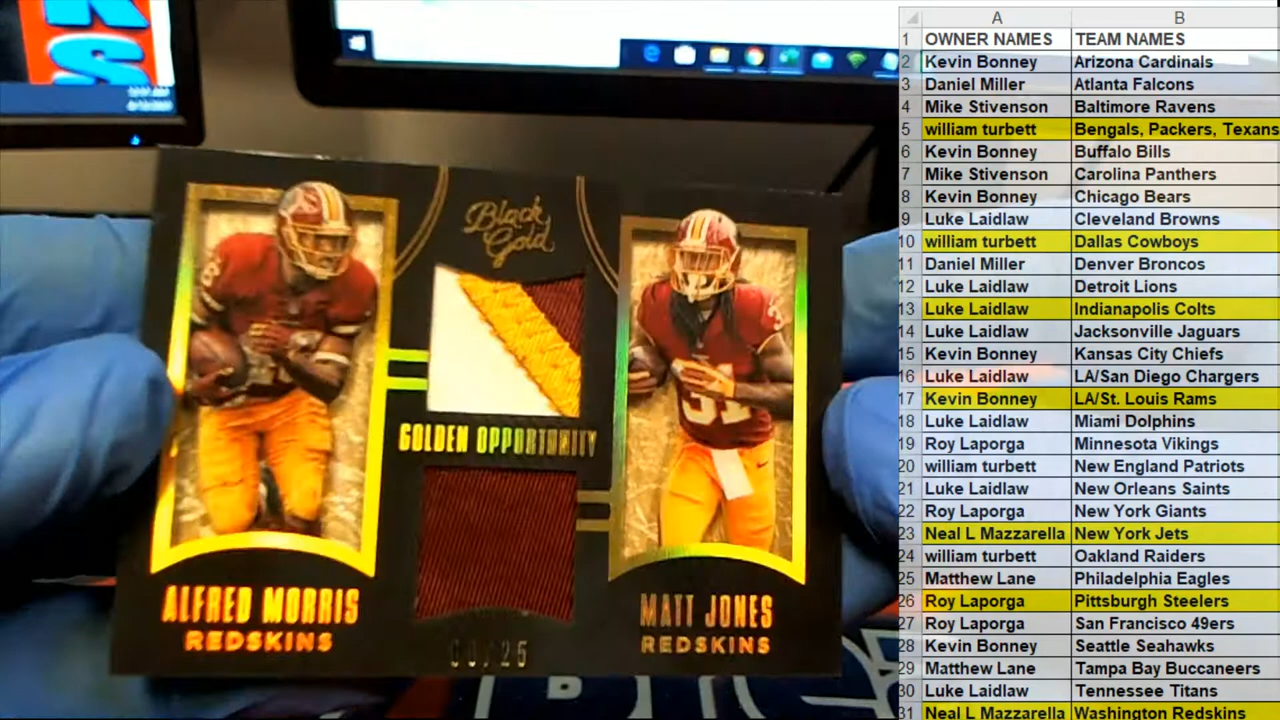 Black
Gold
GOLDEN OPPORTUNITY
31
ALFRED MORRIS
REDSKINS
MATT JONES
REDSKINS
A B
1 OWNER NAMES TEAM NAMES
2 Kevin Bonney Arizona Cardinals
3 Daniel Miller Atlanta Falcons
4 Mike Stivenson Baltimore Ravens
5 william turbett Bengals, Packers, Texans
6 Kevin Bonney Buffalo Bills
7 Mike Stivenson Carolina Panthers
8 Kevin Bonney Chicago Bears
9 Luke Laidlaw Cleveland Browns
10 william turbett Dallas Cowboys
11 Daniel Miller Denver Broncos
12 Luke Laidlaw Detroit Lions
13 Luke Laidlaw Indianapolis Colts
14 Luke Laidlaw Jacksonville Jaguars
15 Kevin Bonney Kansas City Chiefs
16 Luke Laidlaw LA/San Diego Chargers
17 Kevin Bonney LA/St. Louis Rams
18 Luke Laidlaw Miami Dolphins
19 Roy Laporga Minnesota Vikings
20 william turbett New England Patriots
21 Luke Laidlaw New Orleans Saints
22 Roy Laporga New York Giants
23 Neal L Mazzarella New York Jets
24 william turbett Oakland Raiders
25 Matthew Lane Philadelphia Eagles
26 Roy Laporga Pittsburgh Steelers
27 Roy Laporga San Francisco 49ers
28 Kevin Bonney Seattle Seahawks
29 Matthew Lane Tampa Bay Buccaneers
30 Luke Laidlaw Tennessee Titans
31 Neal L Mazzarella Washington Redskins